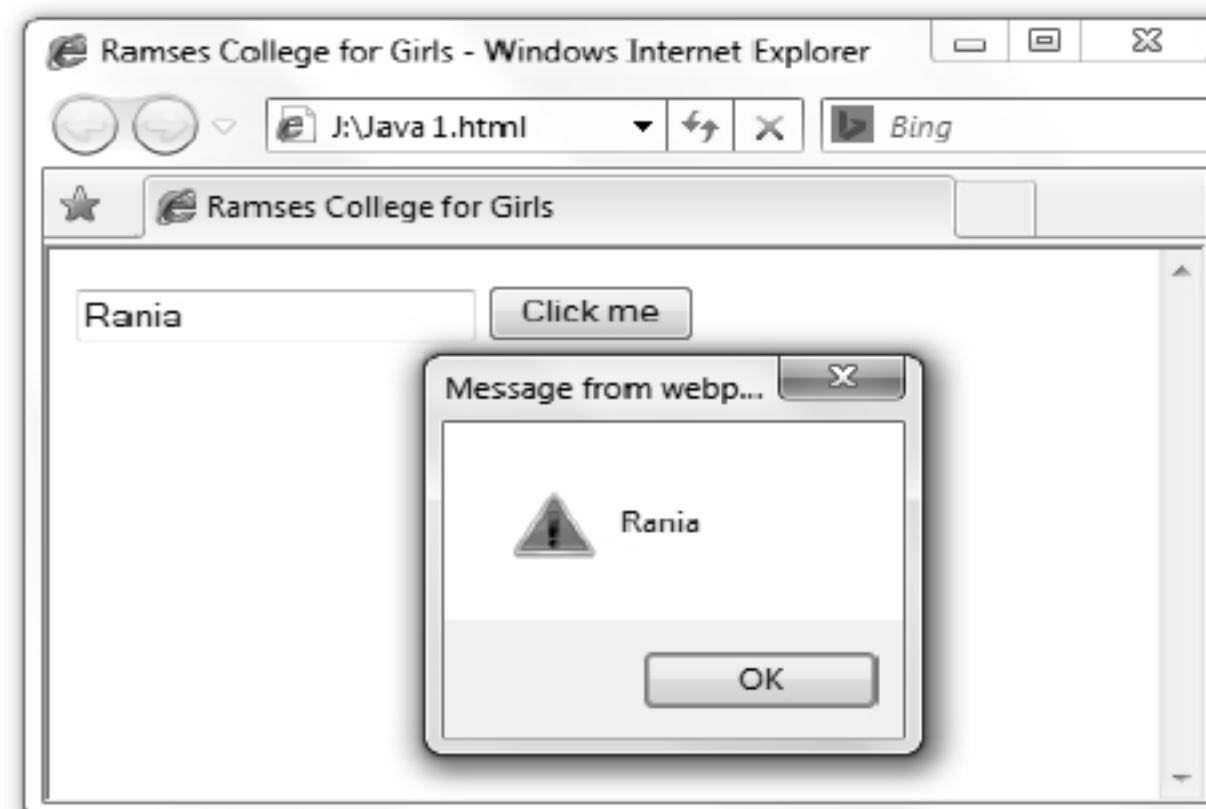 Ramses College for Girls - Windows Internet Explorer
J:\Java 1.html
Bing
Ramses College for Girls
Rania
Click me
Message from webp...
Rania
OK